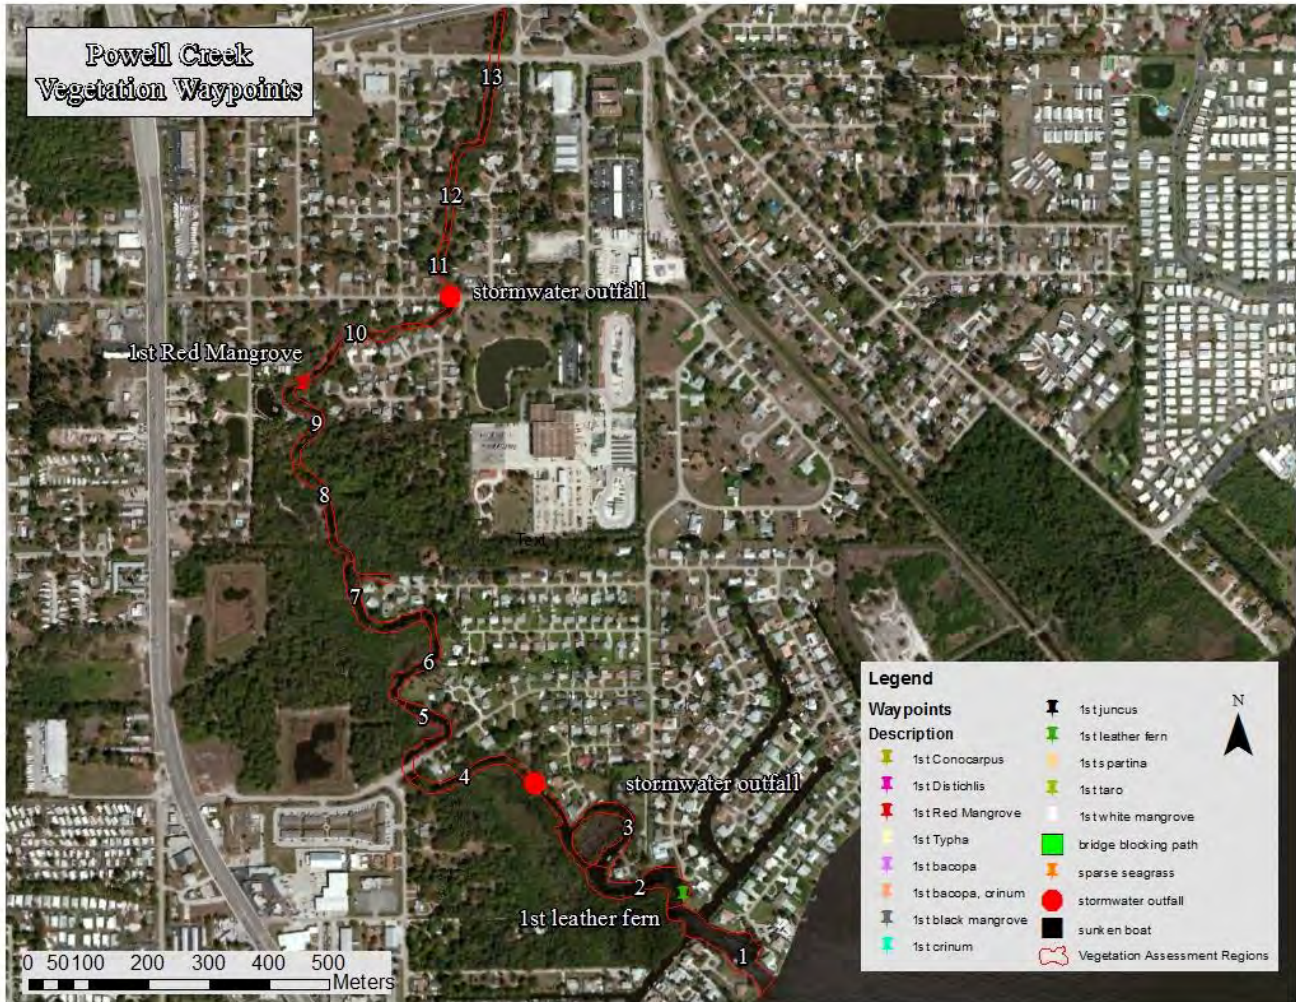 Powell Creek
Vegetation Waypoints
13
12
11
stormwater outfall
10
1st Red Mangrove
9
8
Text
7
6
5
4
stormwater outfall
3
2
1st leather fern
1
Legend
Waypoints
Description
1st Conocarpus
1st Distichlis
1st Red Mangrove
1st Typha
1st bacopa
1st bacopa, crinum
1st black mangrove
1st crinum
1st juncus
1st leather fern
1st spartina
1st taro
1st white mangrove
bridge blocking path
sparse seagrass
stormwater outfall
sunken boat
Vegetation Assessment Regions
N
0 50 100 200 300 400 500
Meters